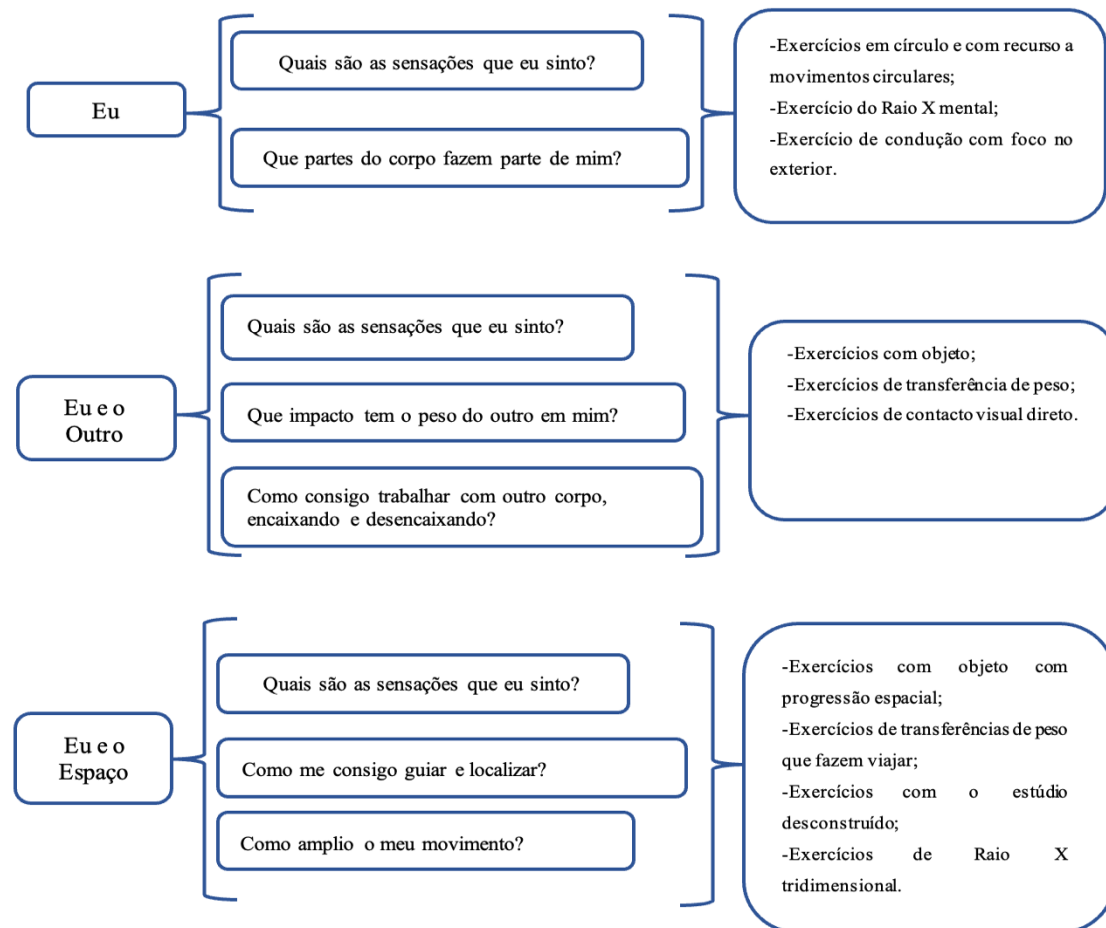 Eu
Quais são as sensações que eu sinto?
Que partes do corpo fazem parte de mim?
-Exercícios em círculo e com recurso a
movimentos circulares;
-Exercício do Raio X mental;
-Exercício de condução com foco no
exterior.
Eu e o
Outro
Quais são as sensações que eu sinto?
Que impacto tem o peso do outro em mim?
Como consigo trabalhar com outro corpo,
encaixando e desencaixando?
-Exercícios com objeto;
-Exercícios de transferência de peso;
-Exercícios de contacto visual direto.
Eu e o
Espaço
Quais são as sensações que eu sinto?
Como me consigo guiar e localizar?
Como amplio o meu movimento?
-Exercícios com objeto com
progressão espacial;
-Exercícios de transferências de peso
que fazem viajar;
-Exercícios com o estúdio
desconstruído;
-Exercícios de Raio X
tridimensional.